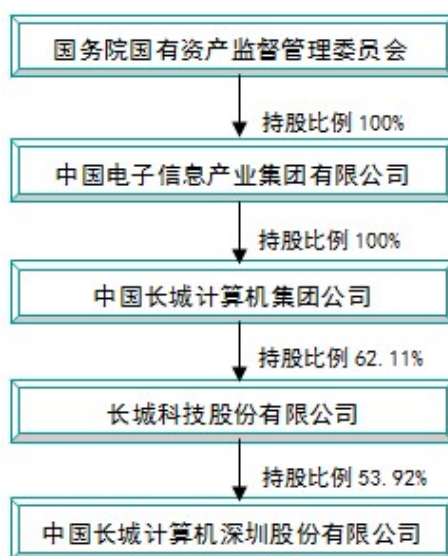 国务院国有资产监督管理委员会
持股比例 100%
中国电子信息产业集团有限公司
持股比例 100%
中国长城计算机集团公司
持股比例 62.11%
长城科技股份有限公司
持股比例 53.92%
中国长城计算机深圳股份有限公司